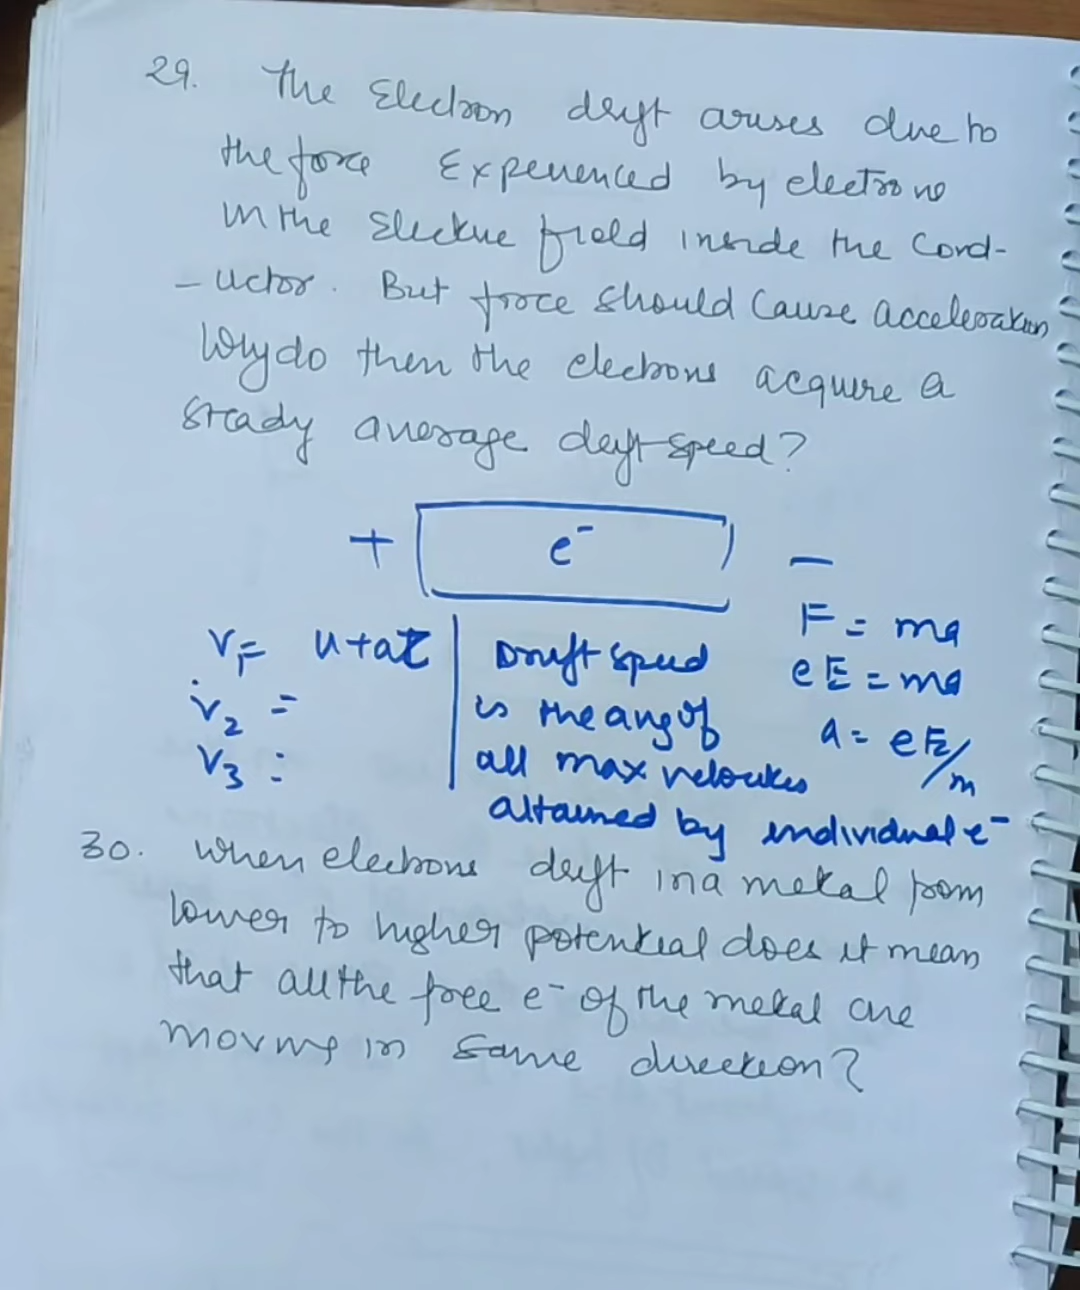 29. The Electron drift arises due to
the force Experienced by electrons
in the Electric field inside the Cond-
- uctor. But force should Cause acceleration
Why do then the electrons acquire a
steady average drift speed?
+ e⁻ −
F = ma
V₁ = u+aτ Drift speed eE = ma
V₂ = is the avg of a = eE/m
V₃ = all max velocities
attained by individual e⁻
30. When electrons drift in a metal from
lower to higher potential does it mean
that all the free e⁻ of the metal are
moving in same direction?